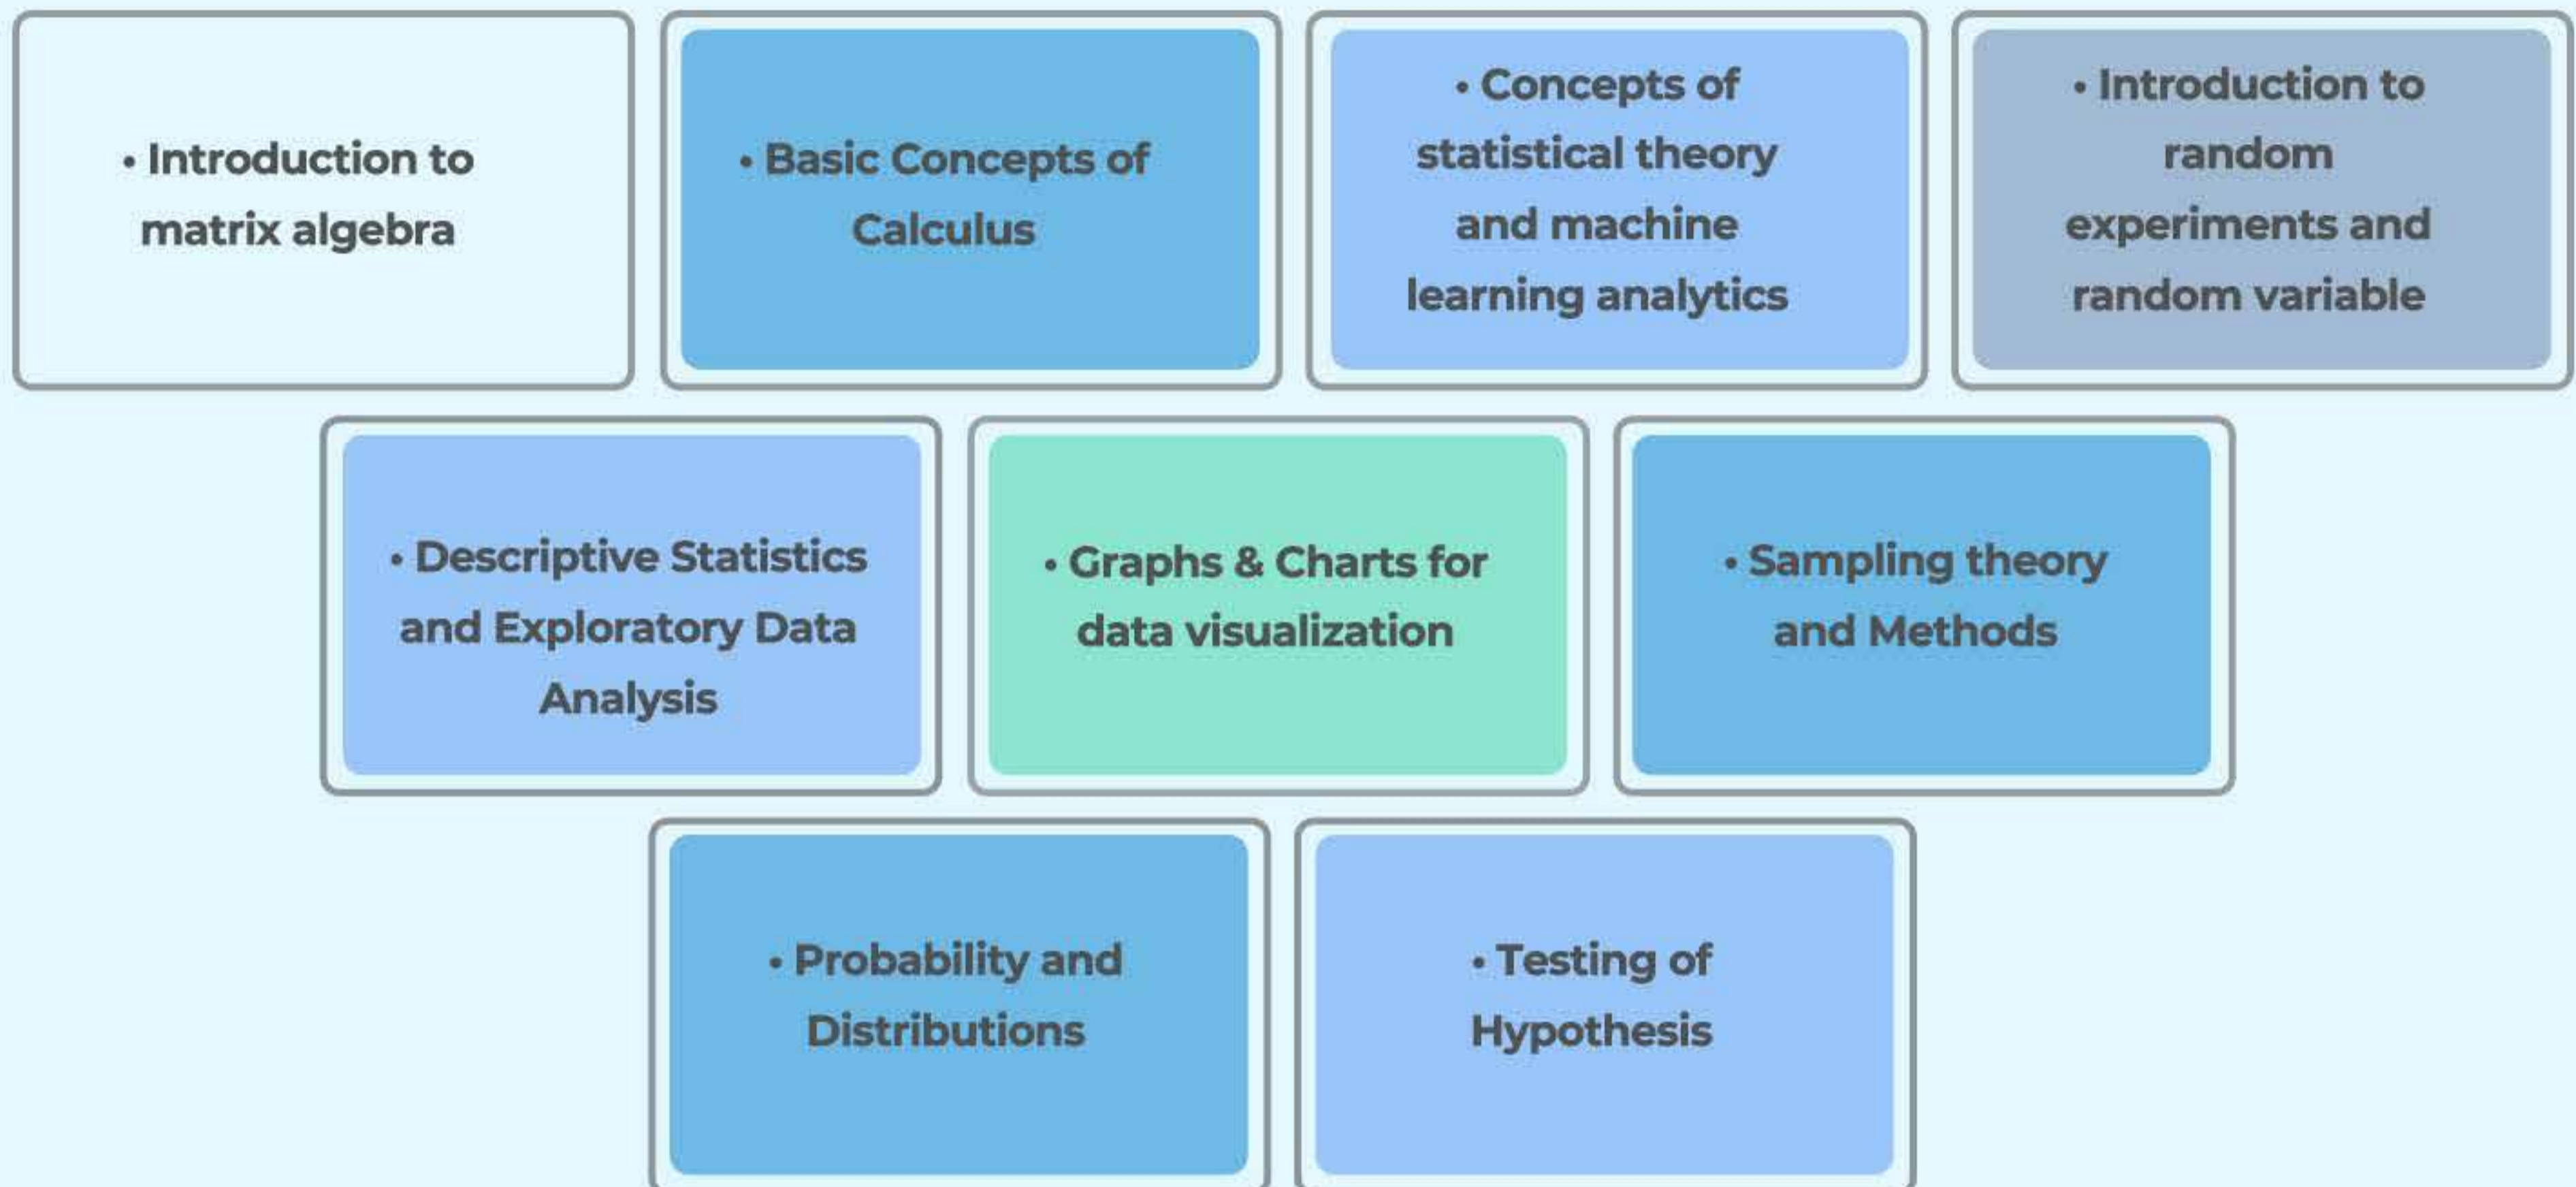 • Introduction to
matrix algebra
• Basic Concepts of
Calculus
• Concepts of
statistical theory
and machine
learning analytics
• Introduction to
random
experiments and
random variable
• Descriptive Statistics
and Exploratory Data
Analysis
• Graphs & Charts for
data visualization
• Sampling theory
and Methods
• Probability and
Distributions
• Testing of
Hypothesis